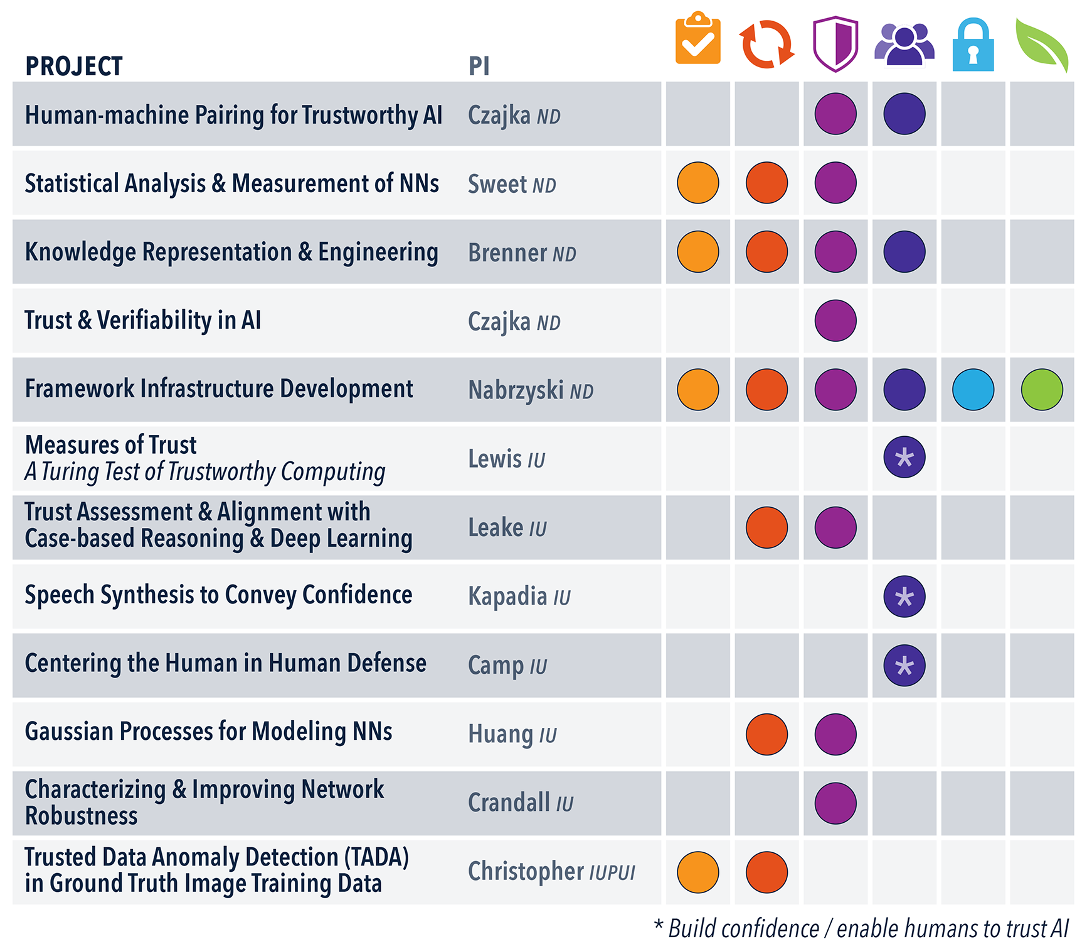 PROJECT PI
Human-machine Pairing for Trustworthy AI Czajka ND
Statistical Analysis & Measurement of NNs Sweet ND
Knowledge Representation & Engineering Brenner ND
Trust & Verifiability in AI Czajka ND
Framework Infrastructure Development Nabrzyski ND
Measures of Trust
A Turing Test of Trustworthy Computing
Lewis IU
*
Trust Assessment & Alignment with
Case-based Reasoning & Deep Learning
Leake IU
Speech Synthesis to Convey Confidence Kapadia IU *
Centering the Human in Human Defense Camp IU *
Gaussian Processes for Modeling NNs Huang IU
Characterizing & Improving Network
Robustness
Crandall IU
Trusted Data Anomaly Detection (TADA)
in Ground Truth Image Training Data
Christopher IUPUI
* Build confidence / enable humans to trust AI